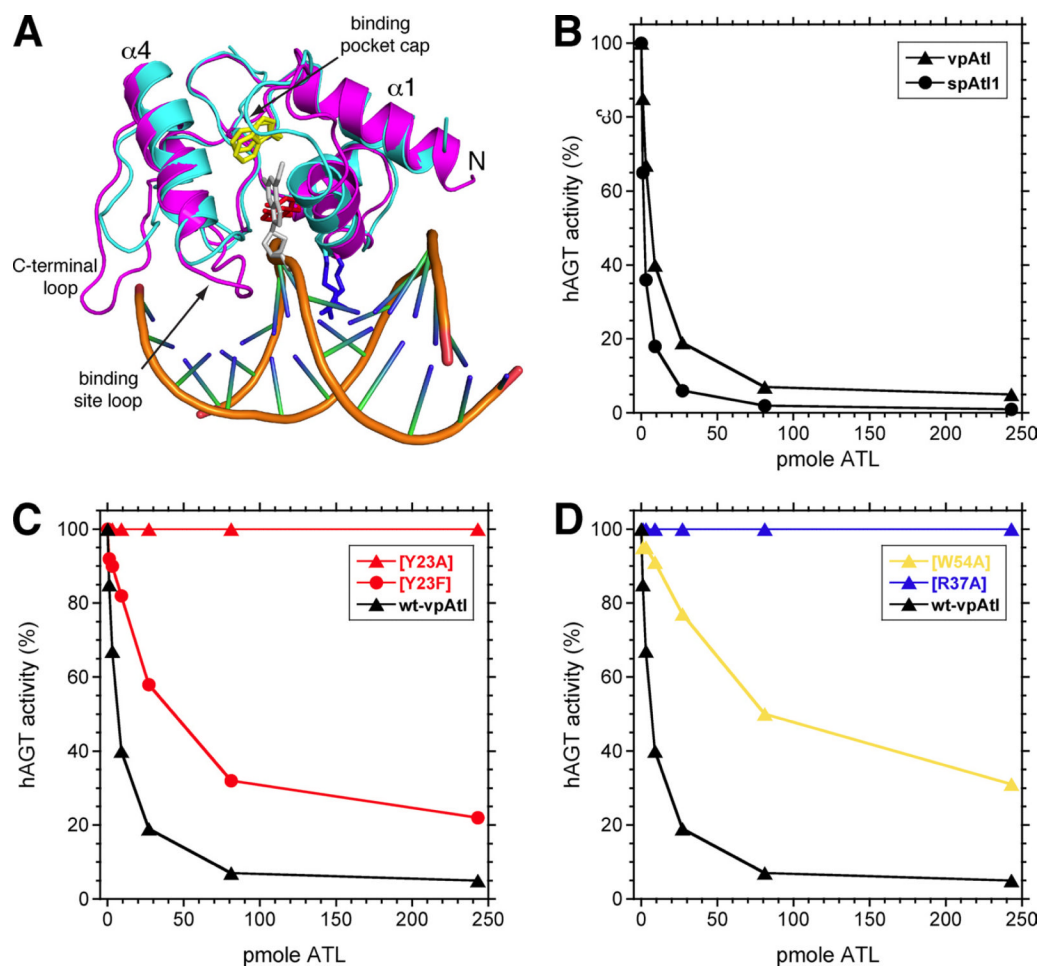 A
binding
pocket cap
α4
α1
N
C-terminal
loop
binding
site loop
B
hAGT activity (%)
100
60
40
20
0
vpAtl
spAtl1
0
50
100
150
200
250
pmole ATL
C
hAGT activity (%)
100
80
60
40
20
0
[Y23A]
[Y23F]
wt-vpAtl
0
50
100
150
200
250
pmole ATL
D
hAGT activity (%)
100
80
60
40
20
0
[W54A]
[R37A]
wt-vpAtl
0
50
100
150
200
250
pmole ATL